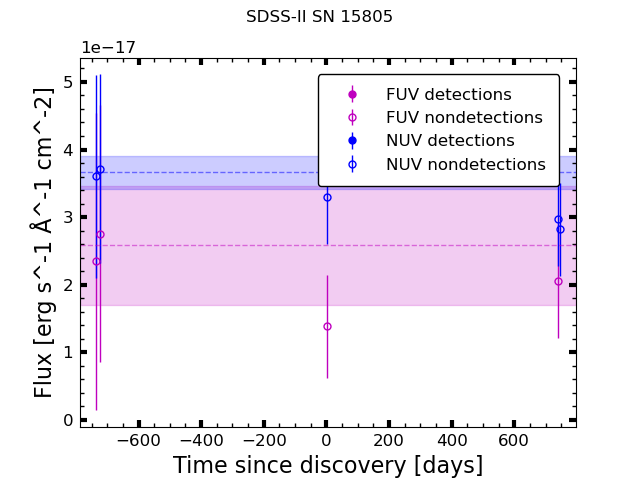 SDSS-II SN 15805
1e−17
FUV detections
FUV nondetections
NUV detections
NUV nondetections
5
4
3
2
1
0
Flux [erg s^-1 Å^-1 cm^-2]
−600 −400 −200 0 200 400 600
Time since discovery [days]